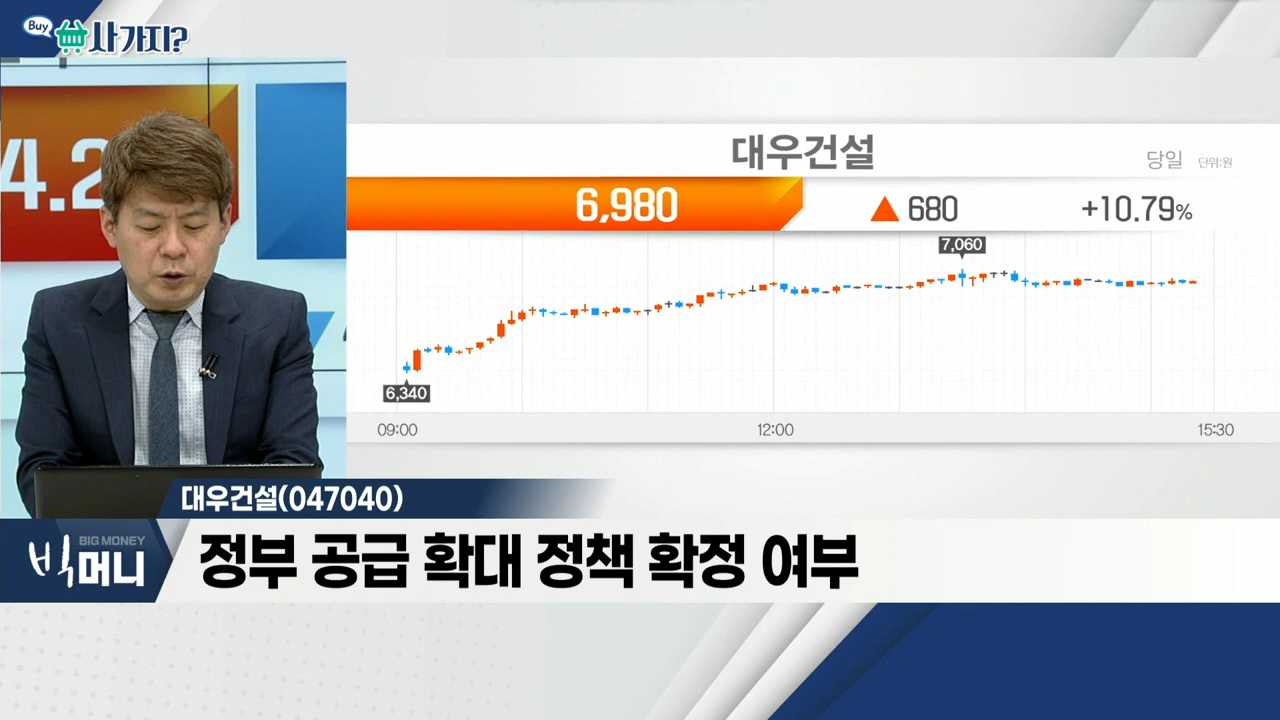 Buy
사가지?
4.2
대우건설
당일
단위:원
6,980
▲ 680
+10.79%
7,060
6,340
09:00
12:00
15:30
대우건설(047040)
BIG MONEY
빅머니
정부 공급 확대 정책 확정 여부